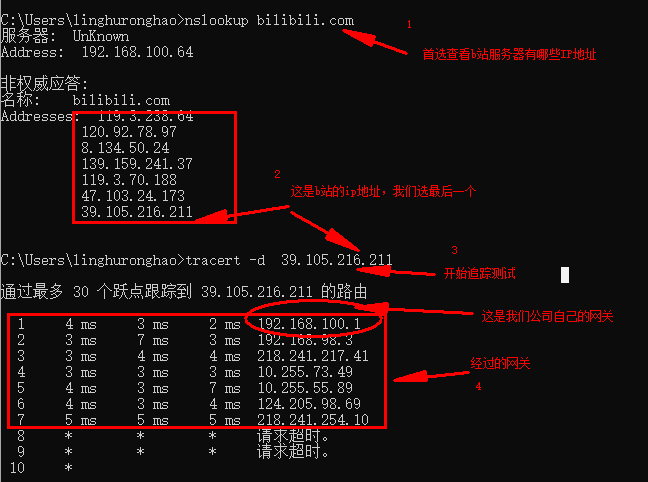 C:\Users\linghuronghao>nslookup bilibili.com
1
服务器:  UnKnown
Address:  192.168.100.64
首选查看b站服务器有哪些IP地址
非权威应答:
名称:    bilibili.com
Addresses:  119.3.238.64
120.92.78.97
8.134.50.24
139.159.241.37
119.3.70.188
47.103.24.173
39.105.216.211
2
这是b站的ip地址，我们选最后一个
3
C:\Users\linghuronghao>tracert -d  39.105.216.211
开始追踪测试
通过最多 30 个跃点跟踪到 39.105.216.211 的路由
这是我们公司自己的网关
1     4 ms     3 ms     2 ms  192.168.100.1
2     3 ms     7 ms     3 ms  192.168.98.3
3     3 ms     4 ms     4 ms  218.241.217.41
4     3 ms     3 ms     3 ms  10.255.73.49
5     4 ms     3 ms     7 ms  10.255.55.89
6     4 ms     3 ms     4 ms  124.205.98.69
7     5 ms     5 ms     5 ms  218.241.254.10
经过的网关
4
8     *        *        *     请求超时。
9     *        *        *     请求超时。
10     *